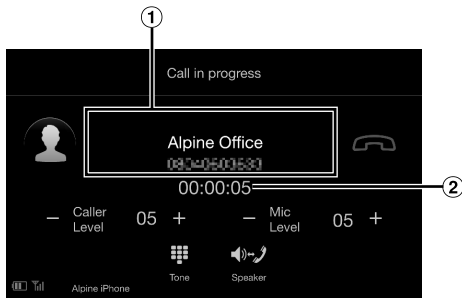 1
Call in progress
Alpine Office
00:00:05
2
− Caller Level 05 + − Mic Level 05 +
Tone Speaker
Alpine iPhone